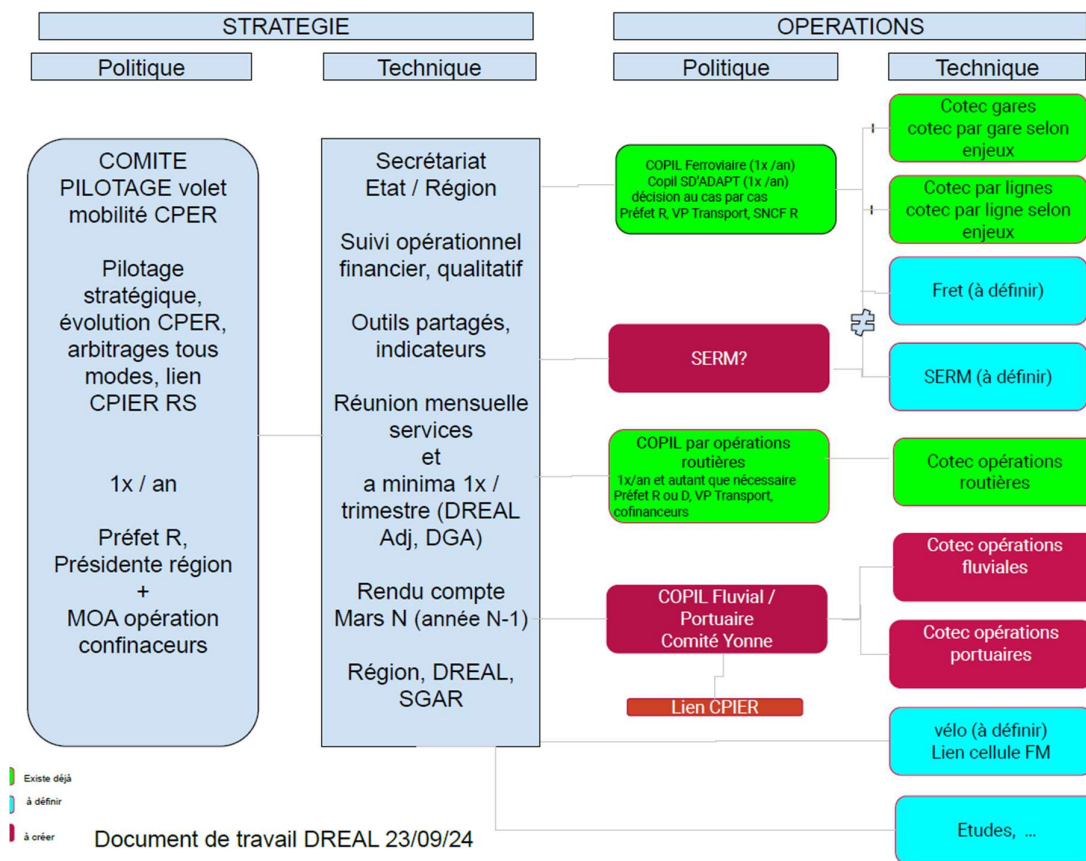 STRATEGIE
OPERATIONS
Politique
Technique
Politique
Technique
COMITE
PILOTAGE volet
mobilité CPER
Pilotage
stratégique,
évolution CPER,
arbitrages tous
modes, lien
CPIER RS
1x / an
Préfet R,
Présidente région
+
MOA opération
confinaceurs
Secrétariat
Etat / Région
Suivi opérationnel
financier, qualitatif
Outils partagés,
indicateurs
Réunion mensuelle
services
et
a minima 1x /
trimestre (DREAL
Adj, DGA)
Rendu compte
Mars N (année N-1)
Région, DREAL,
SGAR
COPIL Ferroviaire (1x /an)
Copil SD'ADAPT (1x /an)
décision au cas par cas
Préfet R, VP Transport, SNCF R
SERM?
COPIL par opérations
routières
1x/an et autant que nécessaire
Préfet R ou D, VP Transport,
cofinanceurs
COPIL Fluvial /
Portuaire
Comité Yonne
Lien CPIER
Cotec gares
cotec par gare selon
enjeux
Cotec par lignes
cotec par ligne selon
enjeux
Fret (à définir)
≠
SERM (à définir)
Cotec opérations
routières
Cotec opérations
fluviales
Cotec opérations
portuaires
vélo (à définir)
Lien cellule FM
Etudes, ...
Existe déjà
à définir
à créer
Document de travail DREAL 23/09/24